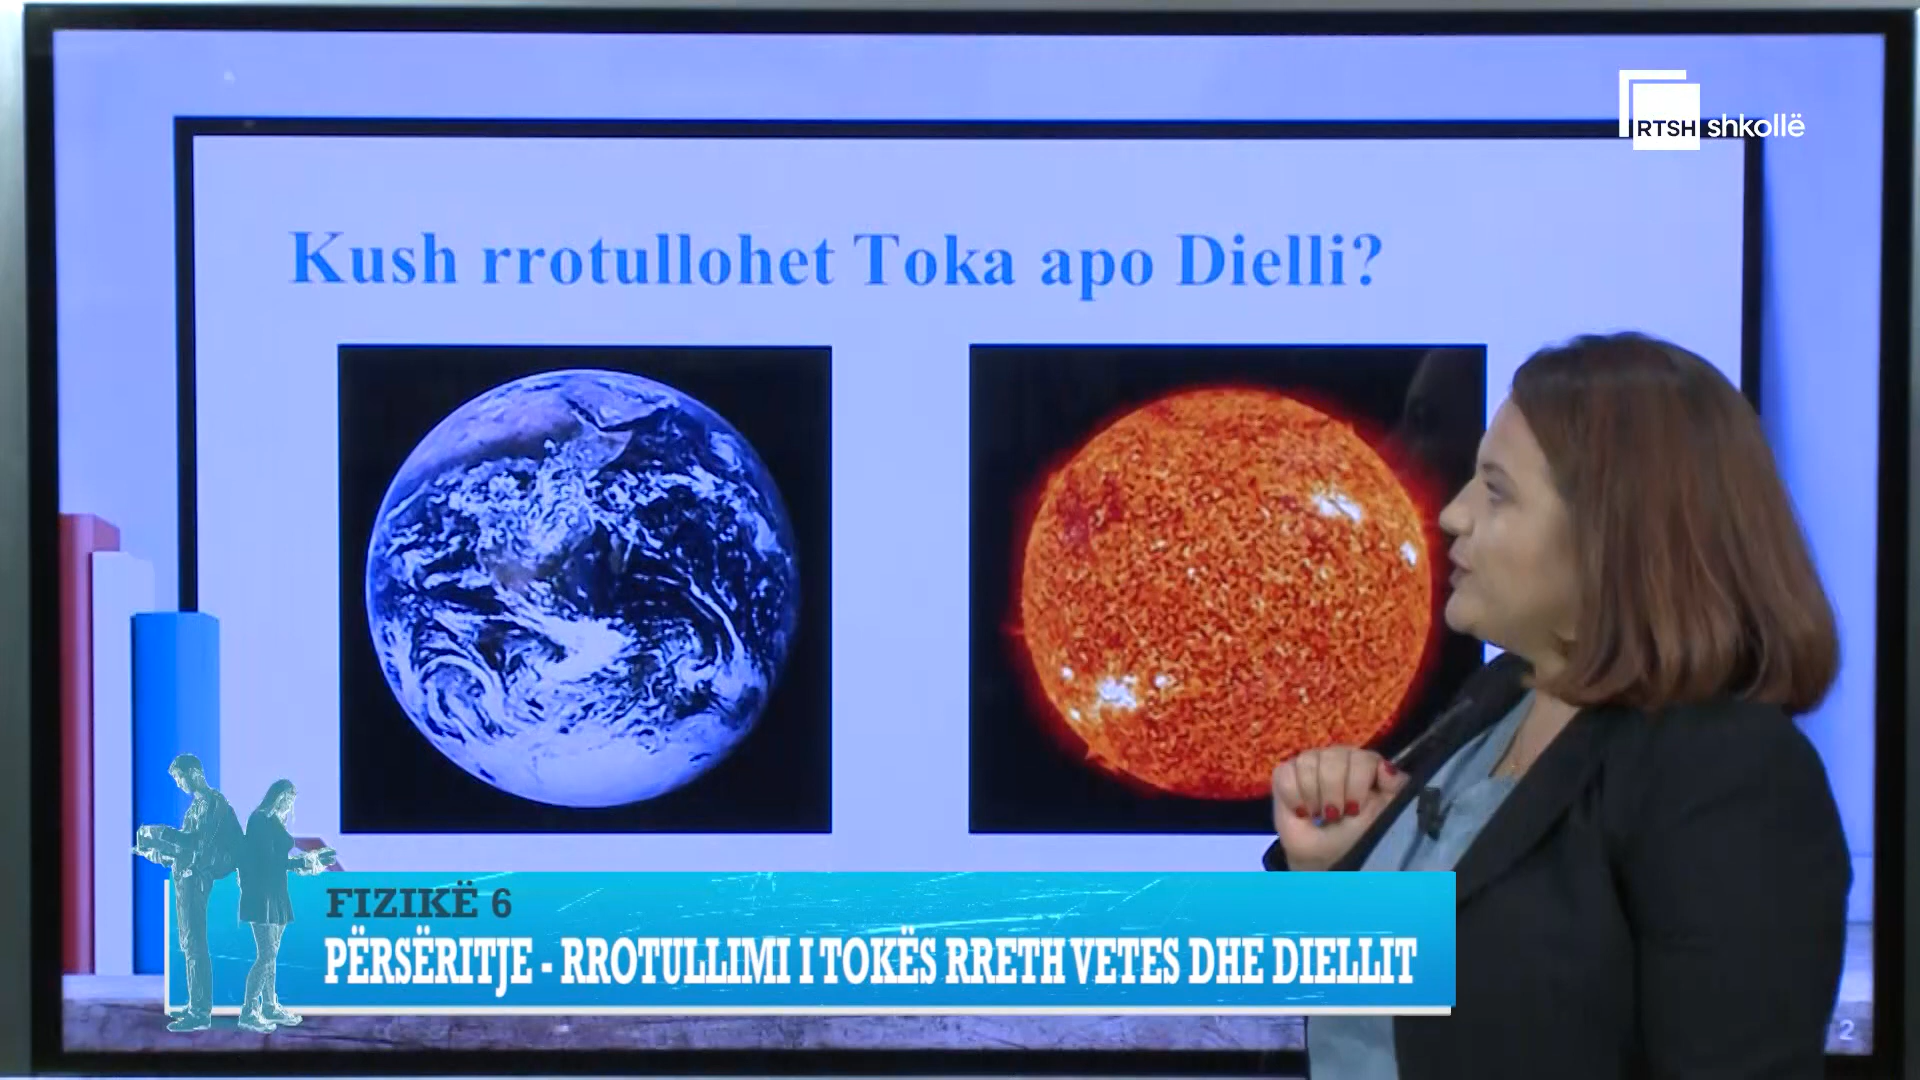 RTSH shkollë
Kush rrotullohet Toka apo Dielli?
FIZIKË 6
PËRSËRITJE - RROTULLIMI I TOKËS RRETH VETES DHE DIELLIT
2